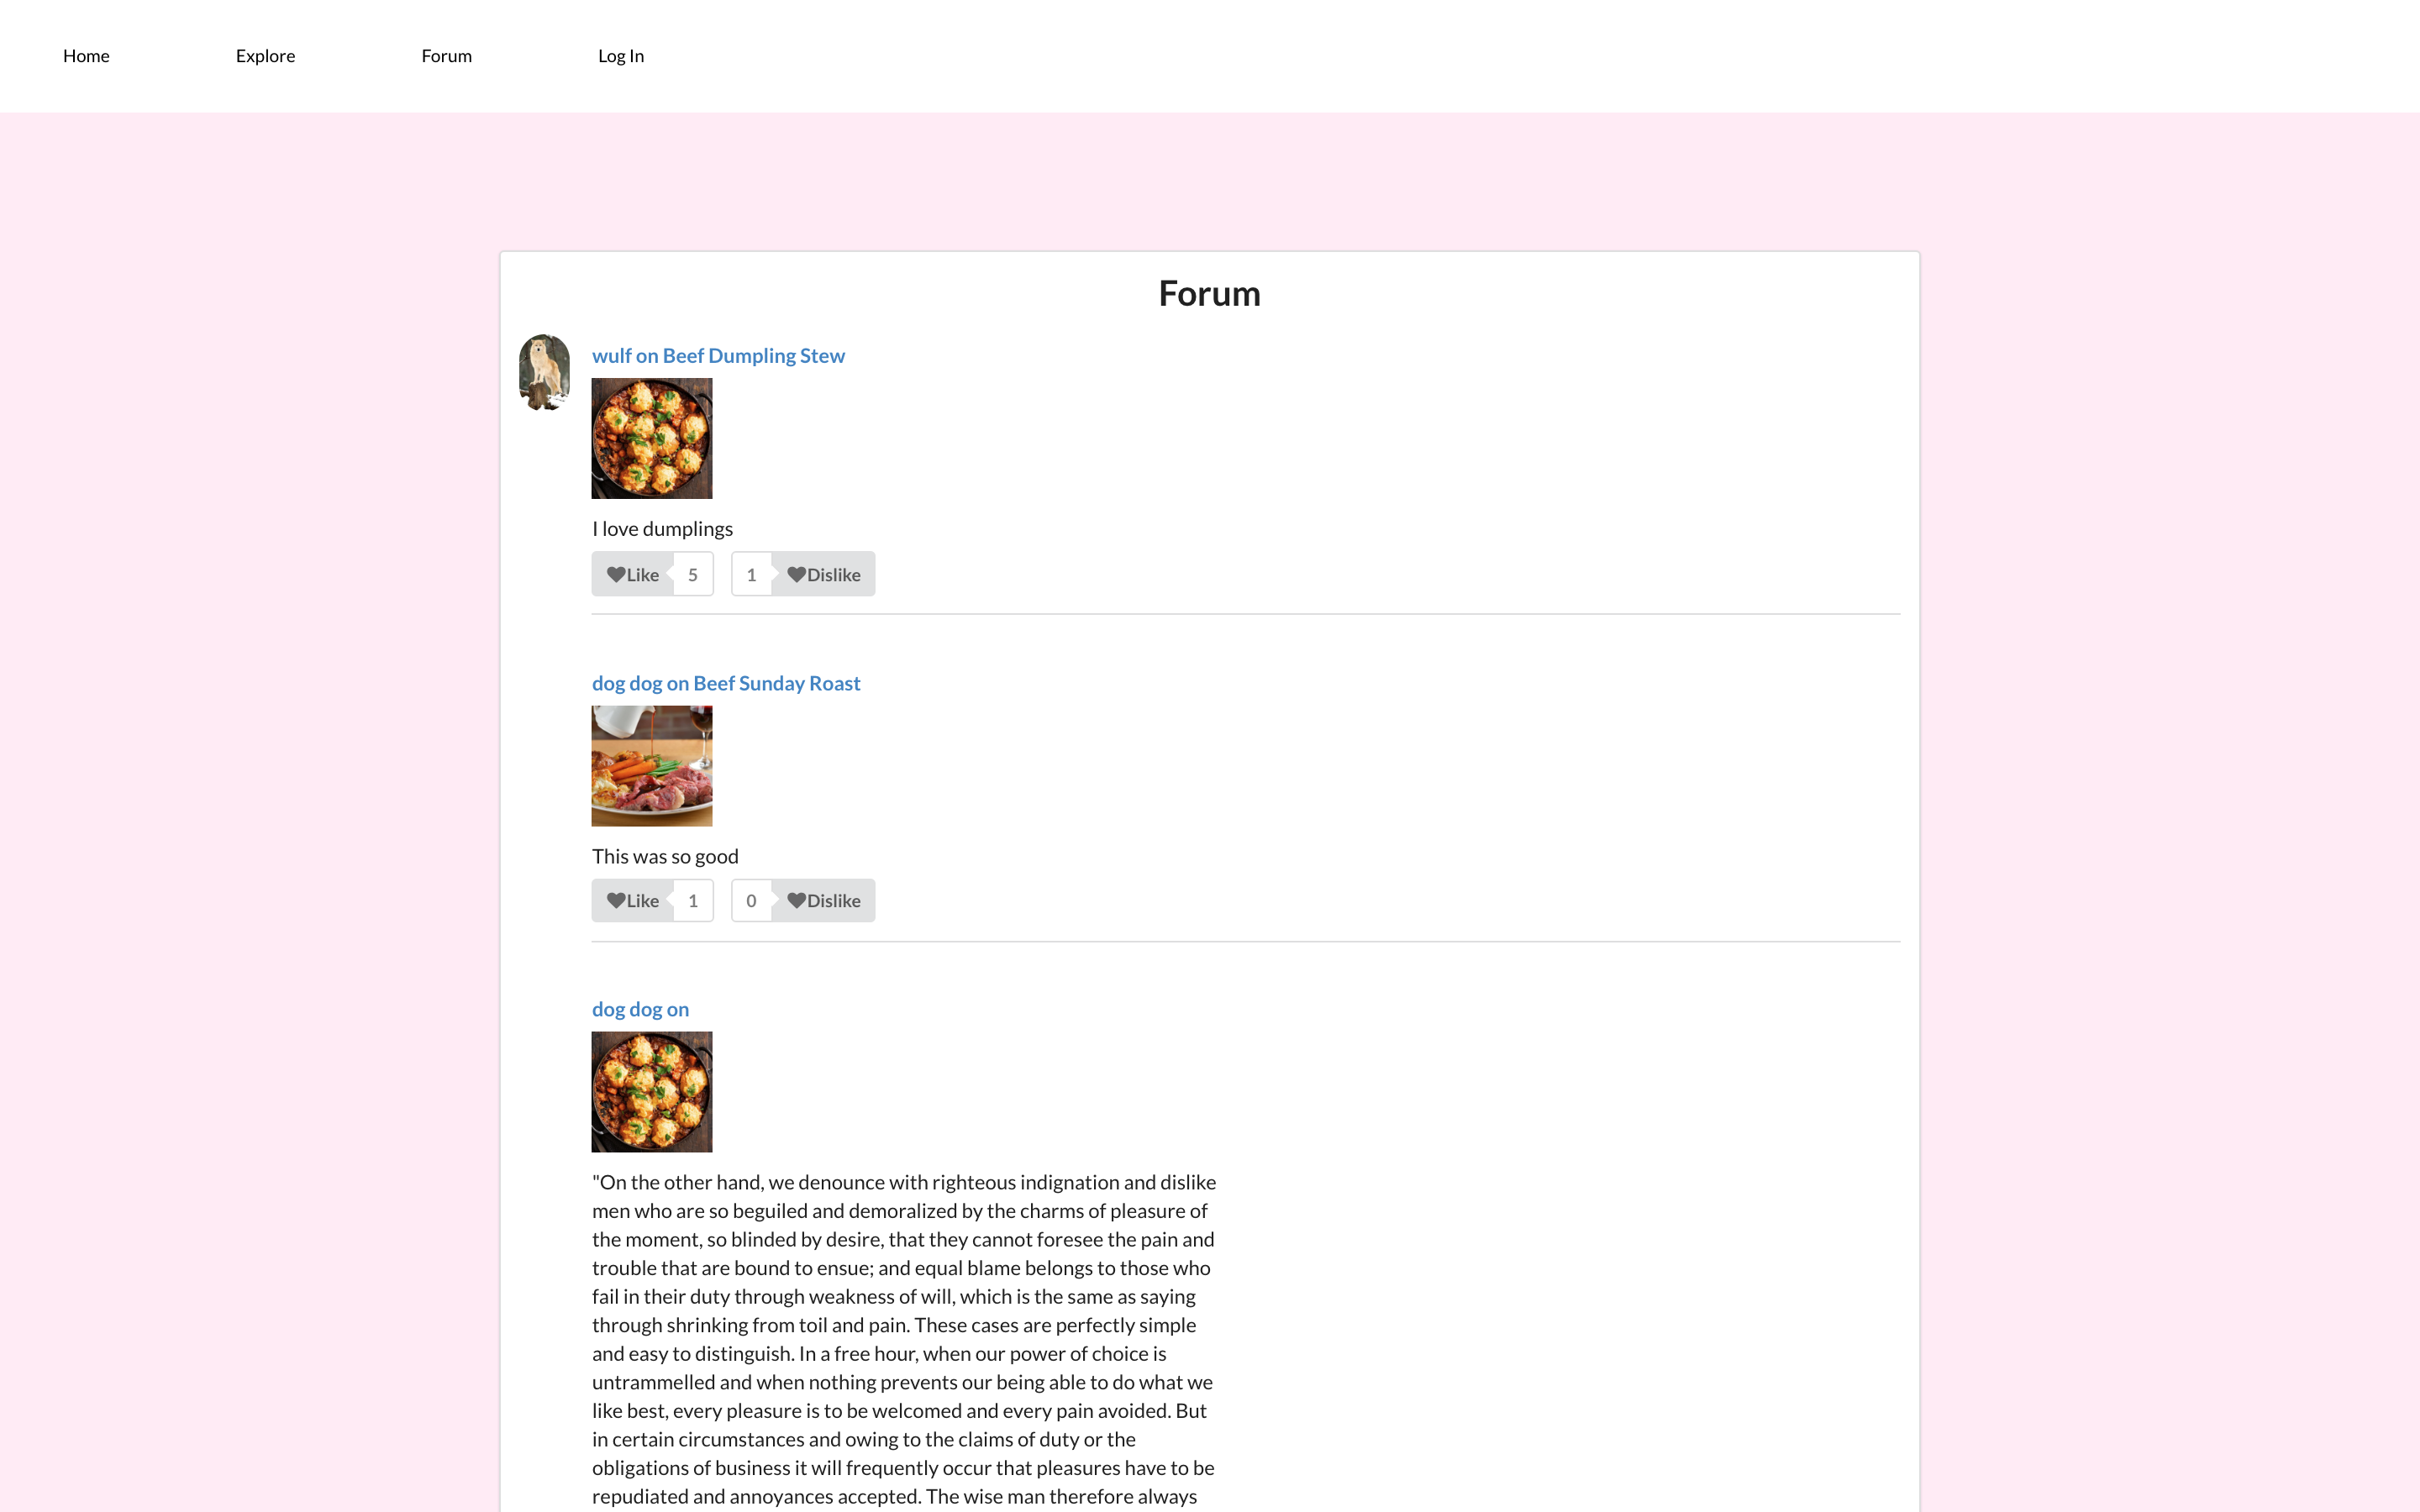 Home Explore Forum Log In
Forum
wulf on Beef Dumpling Stew
I love dumplings
Like 5 1 Dislike
dog dog on Beef Sunday Roast
This was so good
Like 1 0 Dislike
dog dog on
"On the other hand, we denounce with righteous indignation and dislike
men who are so beguiled and demoralized by the charms of pleasure of
the moment, so blinded by desire, that they cannot foresee the pain and
trouble that are bound to ensue; and equal blame belongs to those who
fail in their duty through weakness of will, which is the same as saying
through shrinking from toil and pain. These cases are perfectly simple
and easy to distinguish. In a free hour, when our power of choice is
untrammelled and when nothing prevents our being able to do what we
like best, every pleasure is to be welcomed and every pain avoided. But
in certain circumstances and owing to the claims of duty or the
obligations of business it will frequently occur that pleasures have to be
repudiated and annoyances accepted. The wise man therefore always